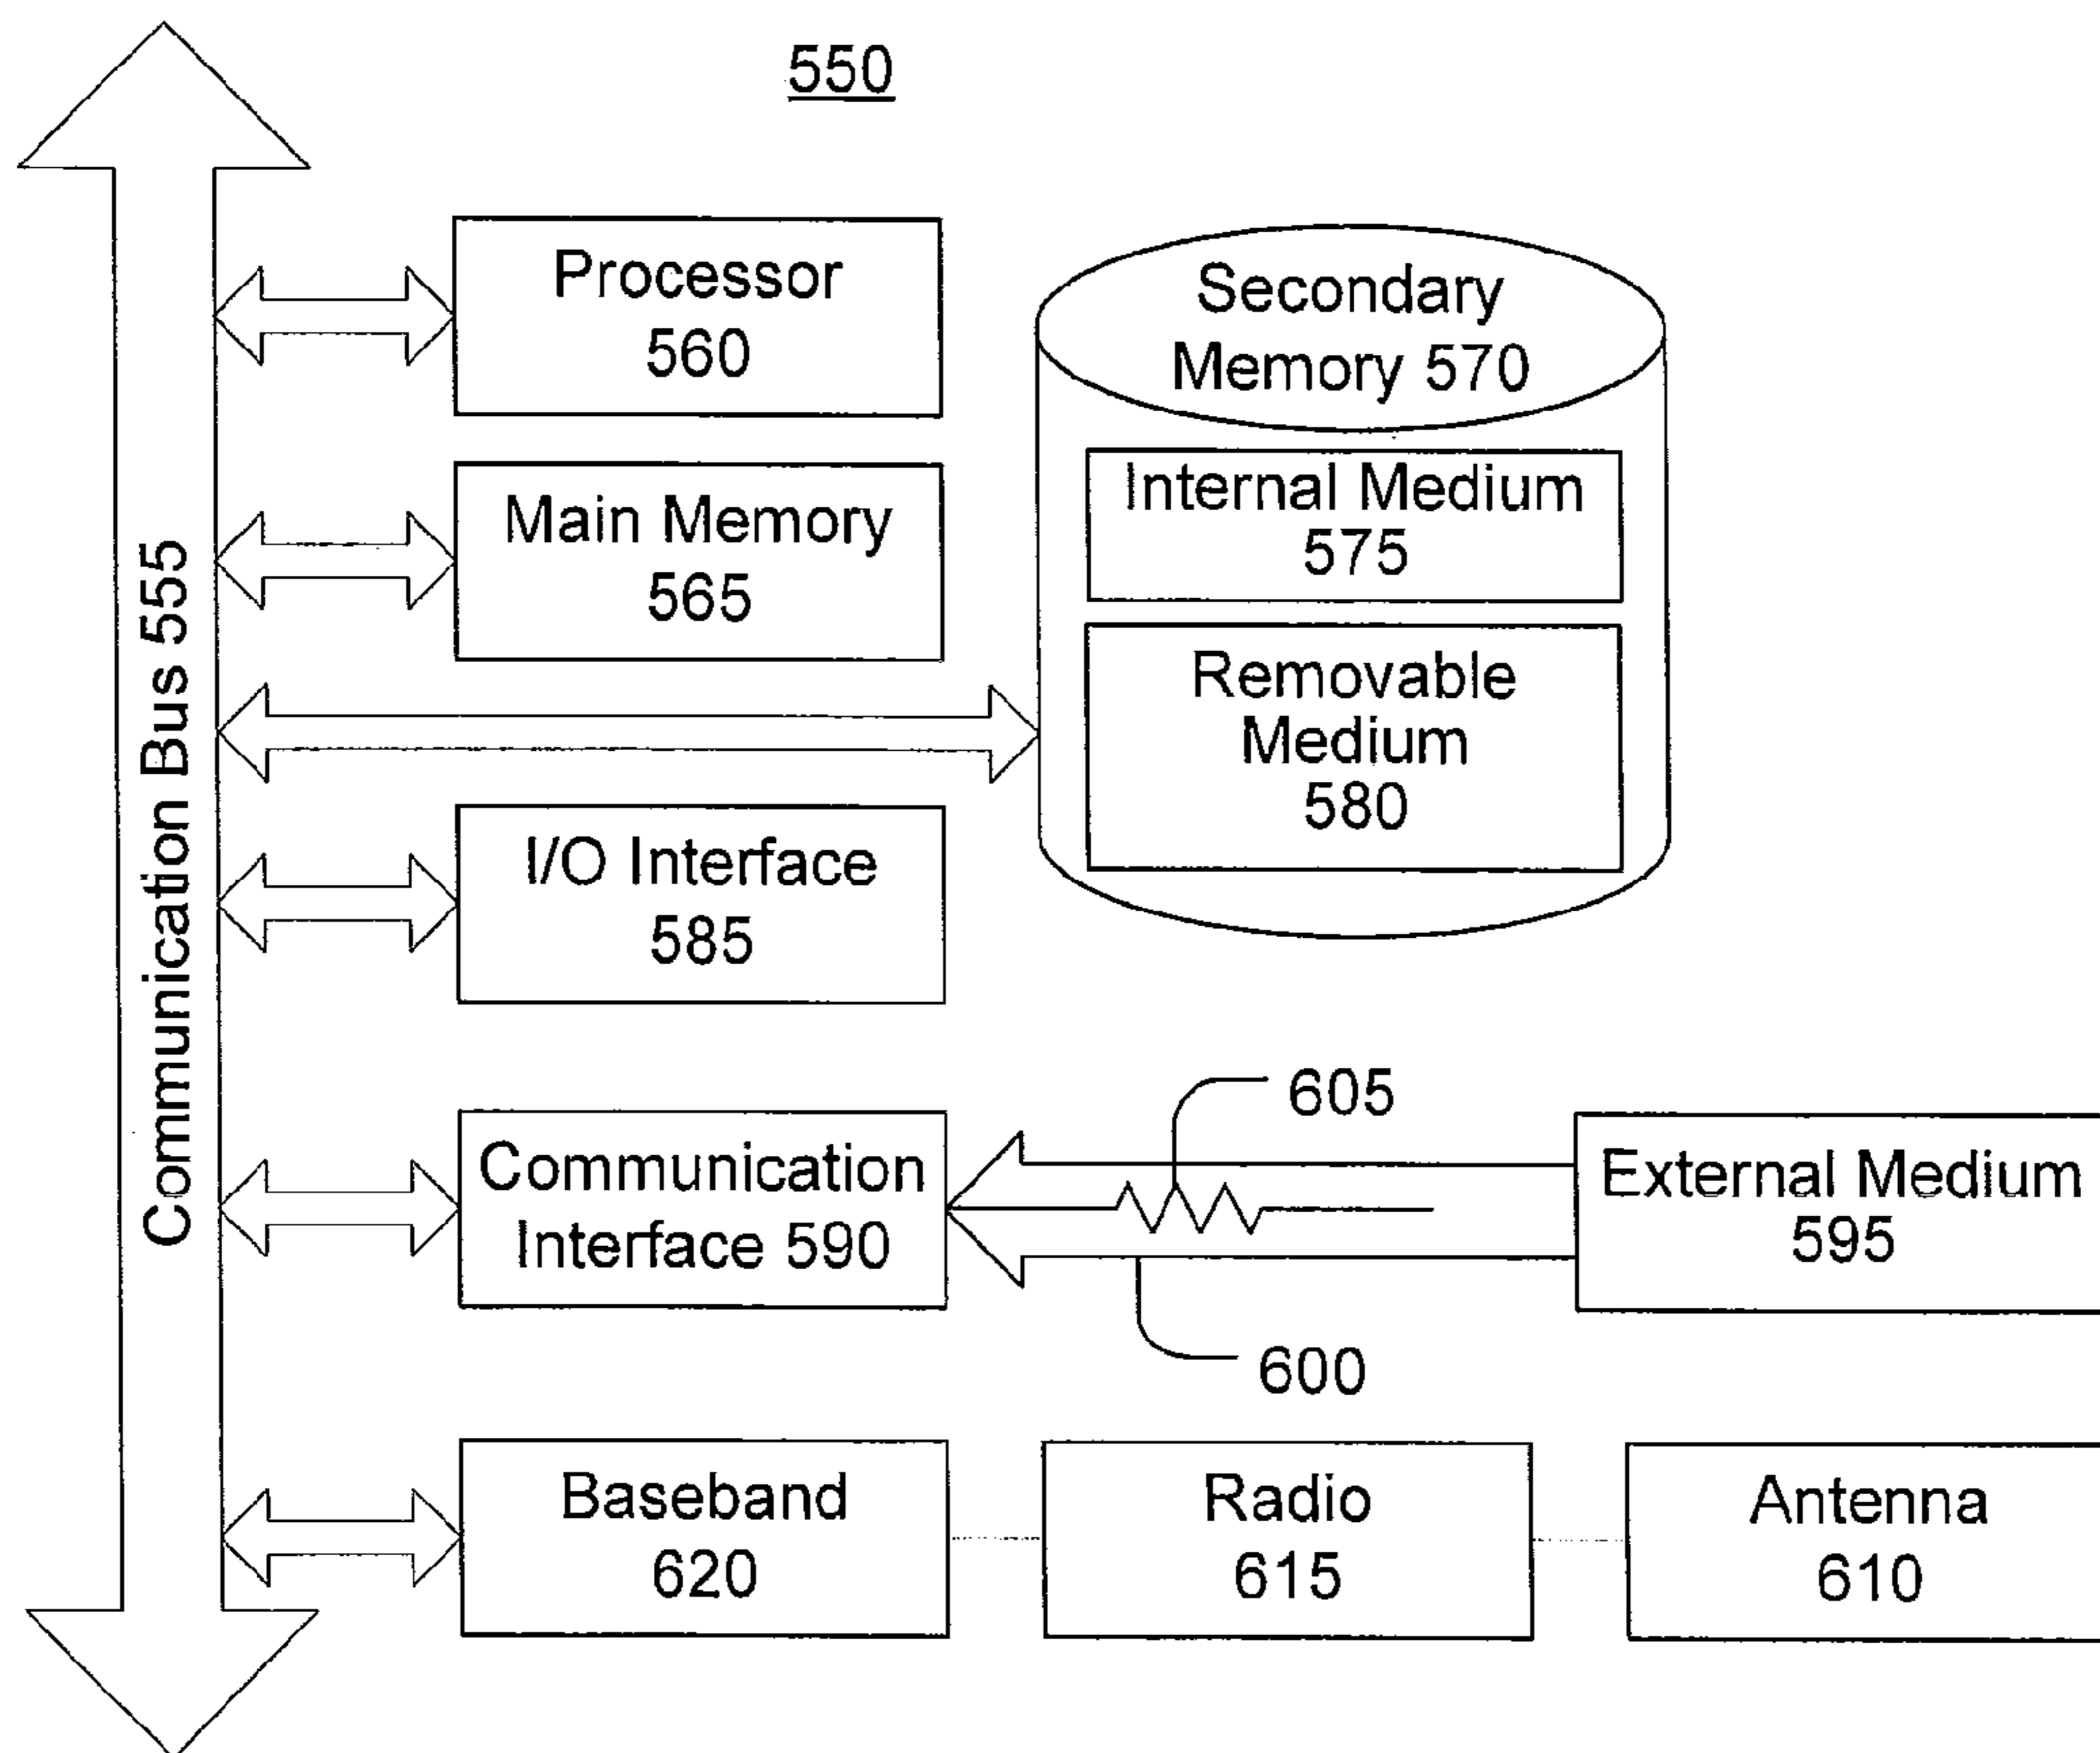 550
Communication Bus 555
Processor
560
Main Memory
565
Secondary
Memory 570
Internal Medium
575
Removable
Medium
580
I/O Interface
585
Communication
Interface 590
605
600
External Medium
595
Baseband
620
Radio
615
Antenna
610